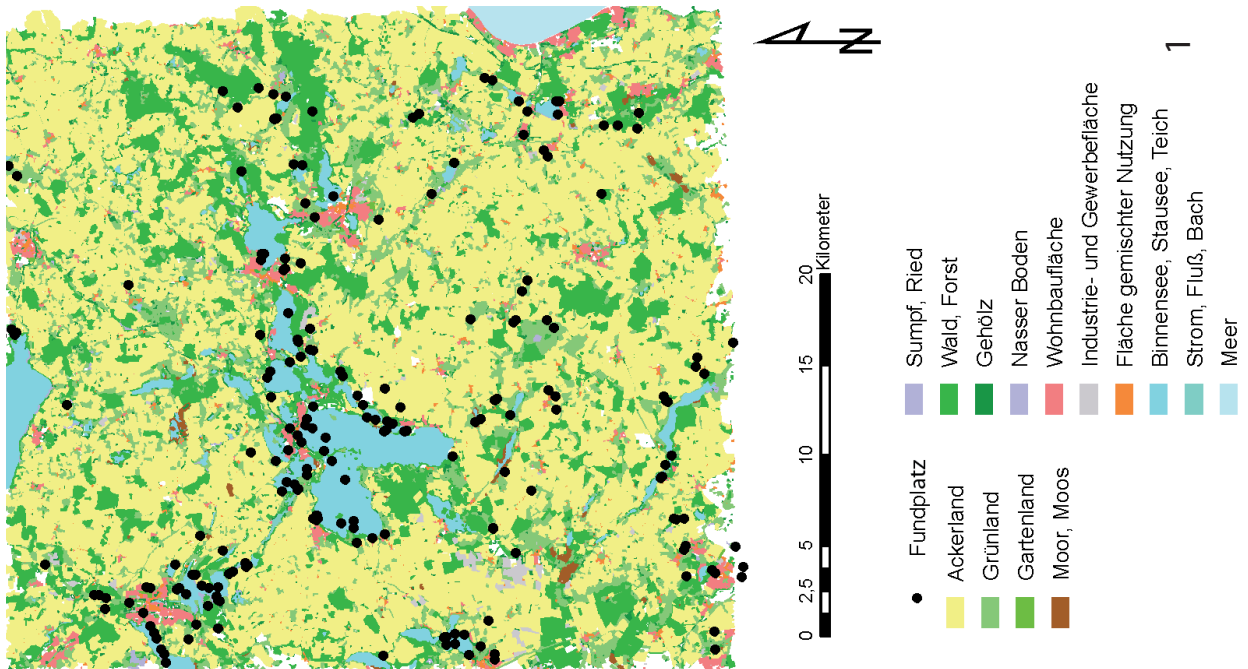 N
0 2,5 5 10 15 20
Kilometer
Fundplatz
Ackerland
Grünland
Gartenland
Moor, Moos
Sumpf, Ried
Wald, Forst
Gehölz
Nasser Boden
Wohnbaufläche
Industrie- und Gewerbefläche
Fläche gemischter Nutzung
Binnensee, Stausee, Teich
Strom, Fluß, Bach
Meer
1